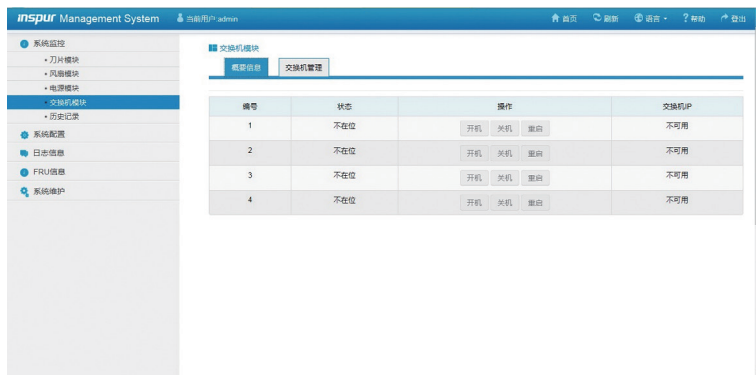 inspur Management System 当前用户:admin 首页 刷新 语言 帮助 登出
系统监控
刀片模块
风扇模块
电源模块
交换机模块
历史记录
系统配置
日志信息
FRU信息
系统维护
交换机模块
概要信息 交换机管理
编号 状态 操作 交换机IP
1 不在位 开机 关机 重启 不可用
2 不在位 开机 关机 重启 不可用
3 不在位 开机 关机 重启 不可用
4 不在位 开机 关机 重启 不可用